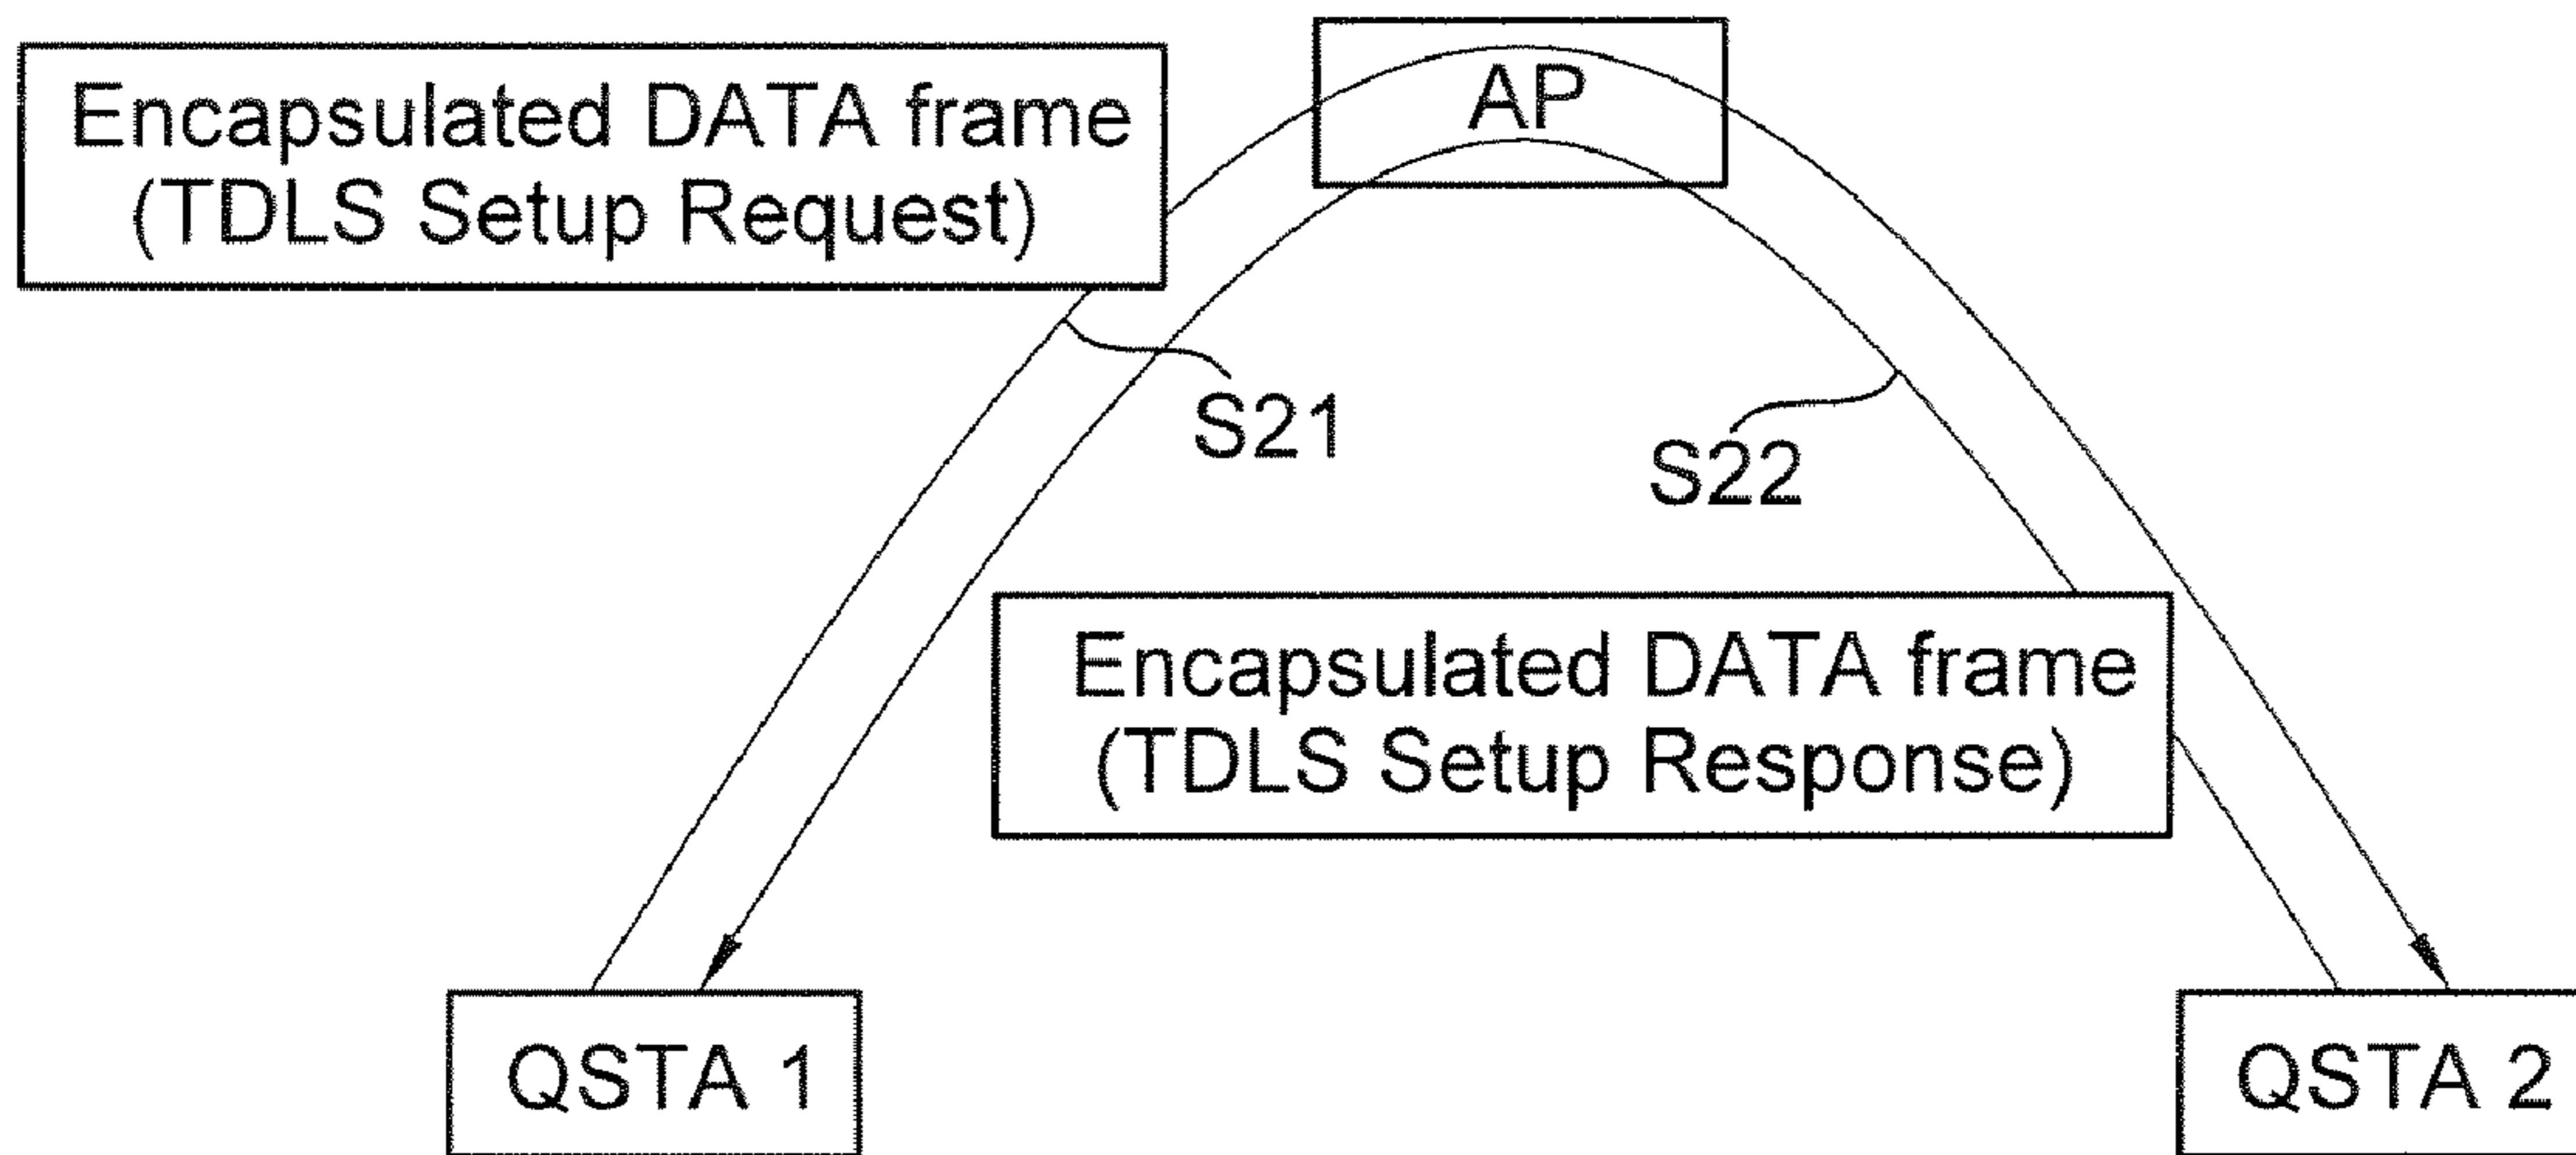 Encapsulated DATA frame
(TDLS Setup Request)
AP
S21
S22
Encapsulated DATA frame
(TDLS Setup Response)
QSTA 1
QSTA 2